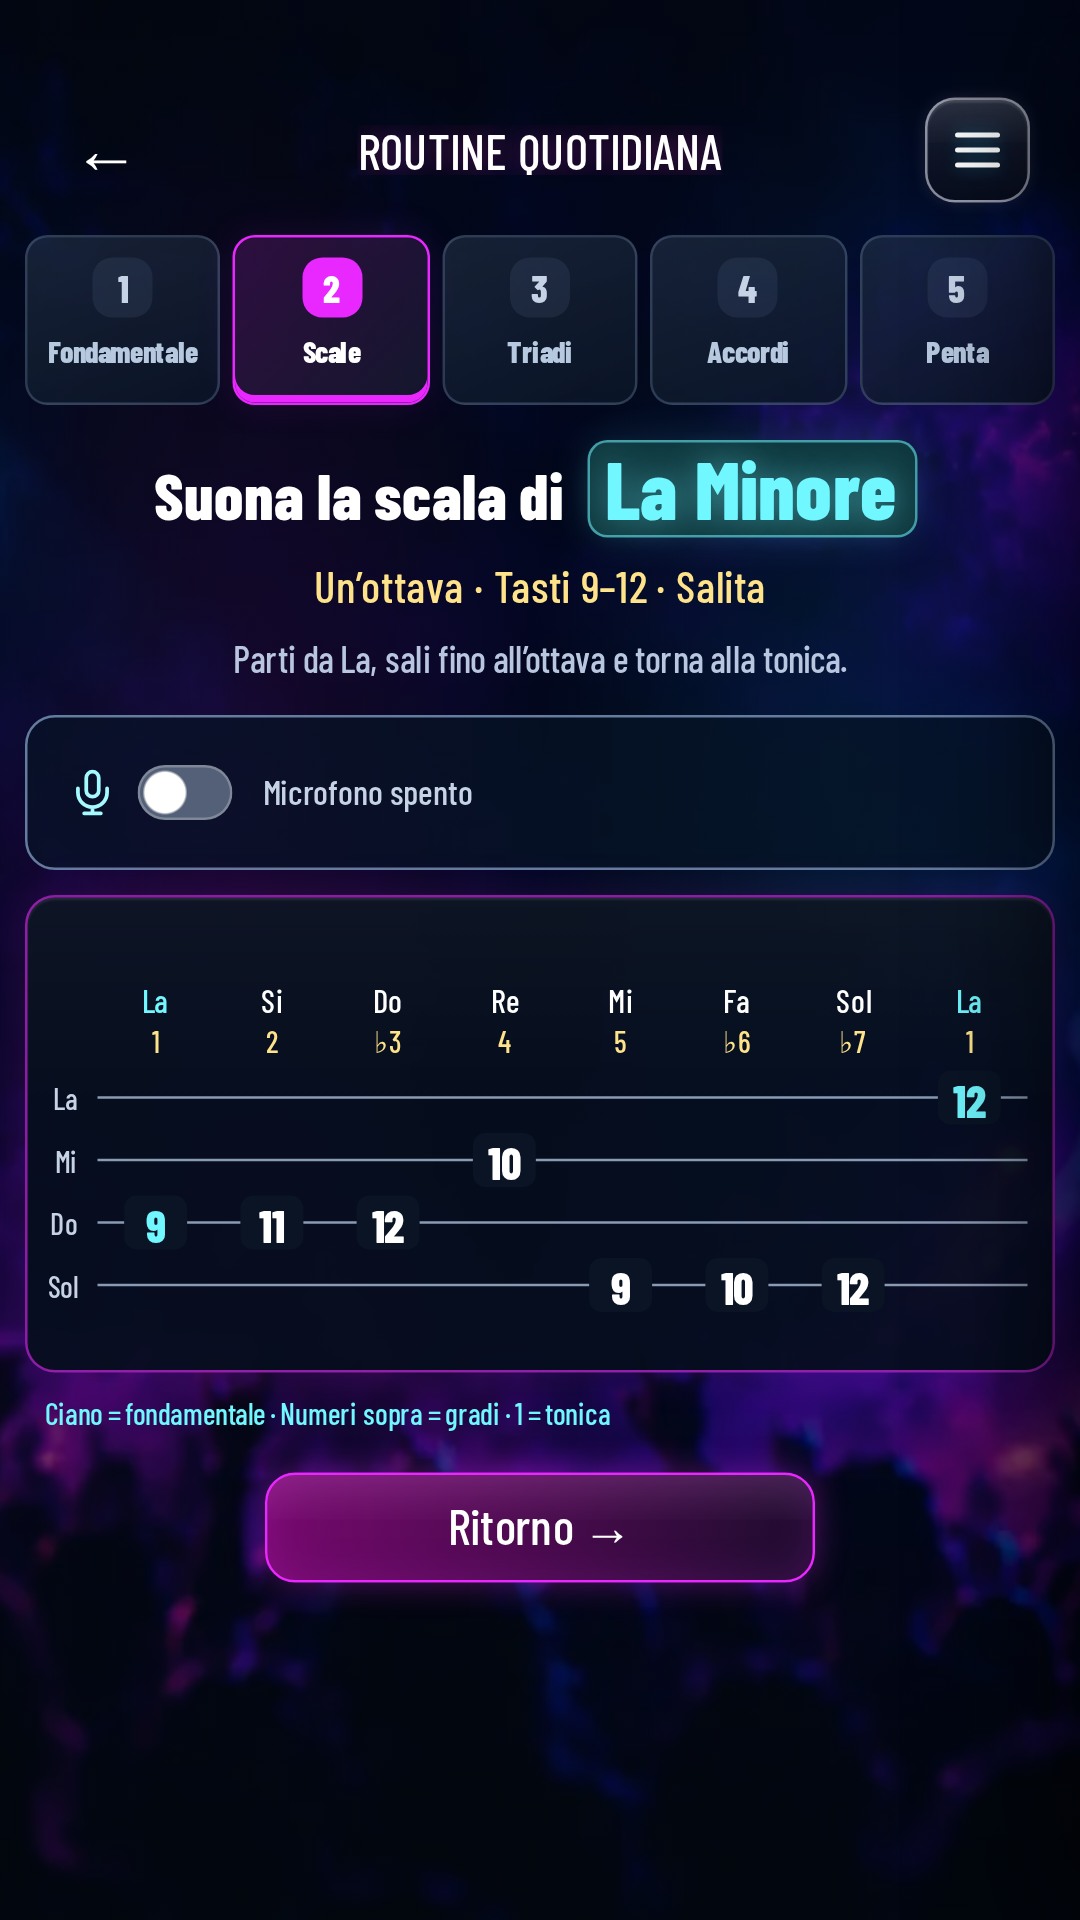 ←
ROUTINE QUOTIDIANA
1
Fondamentale
2
Scale
3
Triadi
4
Accordi
5
Penta
Suona la scala di La Minore
Un’ottava · Tasti 9–12 · Salita
Parti da La, sali fino all’ottava e torna alla tonica.
Microfono spento
La Si Do Re Mi Fa Sol La
1 2 ♭3 4 5 ♭6 ♭7 1
La 12
Mi 10
Do 9 11 12
Sol 9 10 12
Ciano = fondamentale · Numeri sopra = gradi · 1 = tonica
Ritorno →